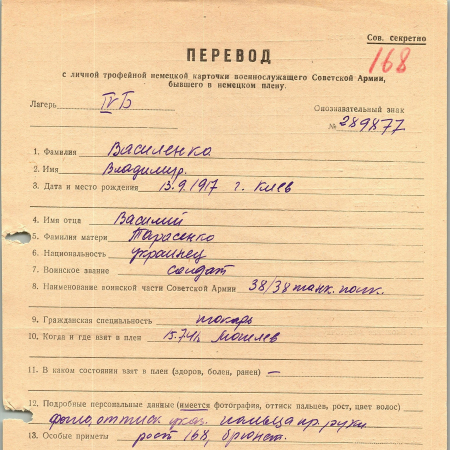 Сов. секретно
168
ПЕРЕВОД
с личной трофейной немецкой карточки военнослужащего Советской Армии,
бывшего в немецком плену.
Лагерь IV Б
Опознавательный знак
№ 289877
1. Фамилия Василенко
2. Имя Владимир.
3. Дата и место рождения 13.9.1917 г. Киев
4. Имя отца Василий
5. Фамилия матери Тарасенко
6. Национальность украинец
7. Воинское звание солдат
8. Наименование воинской части Советской Армии 38/38 танк. полк.
9. Гражданская специальность токарь
10. Когда и где взят в плен 15.7.41, Могилев
11. В каком состоянии взят в плен (здоров, болен, ранен) —
12. Подробные персональные данные (имеется фотография, оттиск пальцев, рост, цвет волос)
фото, оттиск указ. пальца пр. руки
13. Особые приметы рост 168, брюнет.